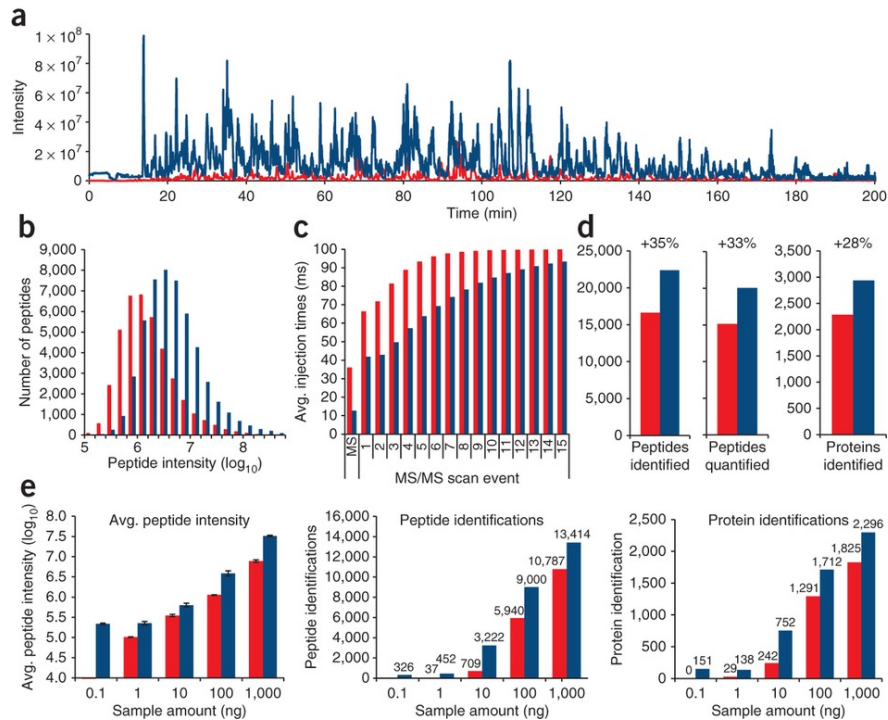 a
Intensity
1 × 10⁸
8 × 10⁷
6 × 10⁷
4 × 10⁷
2 × 10⁷
0
0 20 40 60 80 100 120 140 160 180 200
Time (min)
b
Number of peptides
9,000
8,000
7,000
6,000
5,000
4,000
3,000
2,000
1,000
0
5 6 7 8
Peptide intensity (log₁₀)
c
Avg. injection times (ms)
100
90
80
70
60
50
40
30
20
10
0
MS 1 2 3 4 5 6 7 8 9 10 11 12 13 14 15
MS/MS scan event
d
+35%
25,000
20,000
15,000
10,000
5,000
0
Peptides
identified
+33%
Peptides
quantified
+28%
3,500
3,000
2,500
2,000
1,500
1,000
500
0
Proteins
identified
e
Avg. peptide intensity
Avg. peptide intensity (log₁₀)
8.0
7.5
7.0
6.5
6.0
5.5
5.0
4.5
4.0
0.1 1 10 100 1,000
Sample amount (ng)
Peptide identifications
Peptide identifications
16,000
14,000
12,000
10,000
8,000
6,000
4,000
2,000
0
326
37 452
709 3,222
5,940 9,000
10,787 13,414
0.1 1 10 100 1,000
Sample amount (ng)
Protein identifications
Protein identification
2,500
2,000
1,500
1,000
500
0
0 151
29 138
242 752
1,291 1,712
1,825 2,296
0.1 1 10 100 1,000
Sample amount (ng)